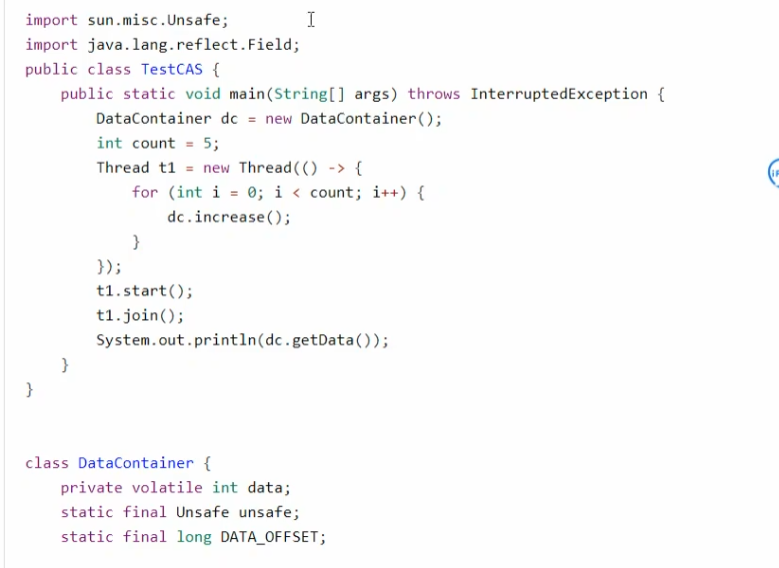 import sun.misc.Unsafe;
import java.lang.reflect.Field;
public class TestCAS {
    public static void main(String[] args) throws InterruptedException {
        DataContainer dc = new DataContainer();
        int count = 5;
        Thread t1 = new Thread(() -> {
            for (int i = 0; i < count; i++) {
                dc.increase();
            }
        });
        t1.start();
        t1.join();
        System.out.println(dc.getData());
    }
}
class DataContainer {
    private volatile int data;
    static final Unsafe unsafe;
    static final long DATA_OFFSET;